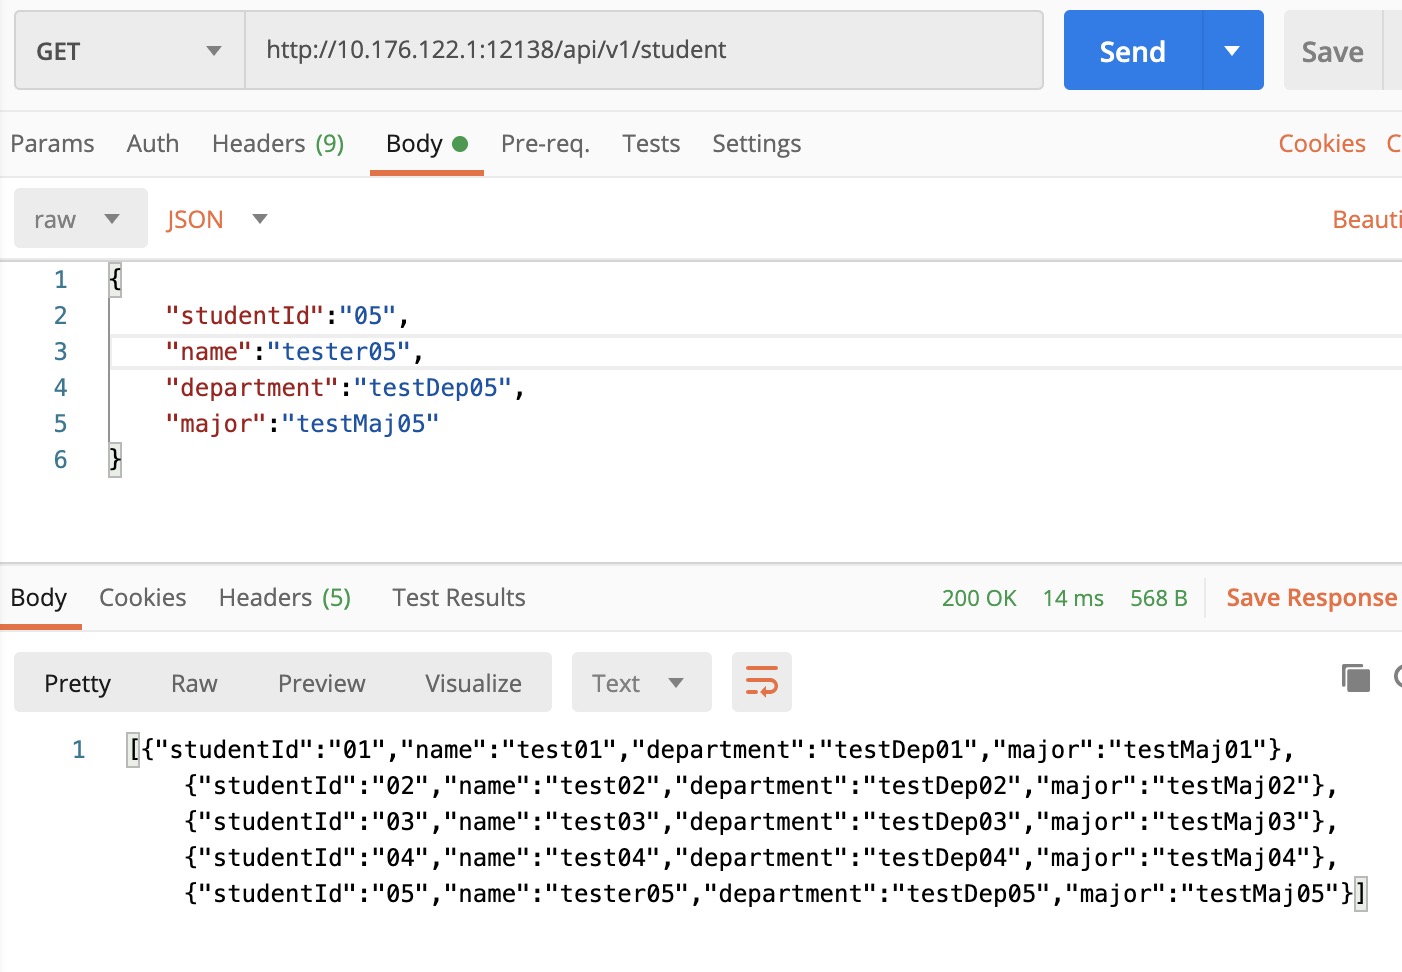 GET http://10.176.122.1:12138/api/v1/student Send Save
Params Auth Headers (9) Body Pre-req. Tests Settings Cookies C
raw JSON Beauti
1 {
2 "studentId":"05",
3 "name":"tester05",
4 "department":"testDep05",
5 "major":"testMaj05"
6 }
Body Cookies Headers (5) Test Results 200 OK 14 ms 568 B Save Response
Pretty Raw Preview Visualize Text
1 [{"studentId":"01","name":"test01","department":"testDep01","major":"testMaj01"},
{"studentId":"02","name":"test02","department":"testDep02","major":"testMaj02"},
{"studentId":"03","name":"test03","department":"testDep03","major":"testMaj03"},
{"studentId":"04","name":"test04","department":"testDep04","major":"testMaj04"},
{"studentId":"05","name":"tester05","department":"testDep05","major":"testMaj05"}]